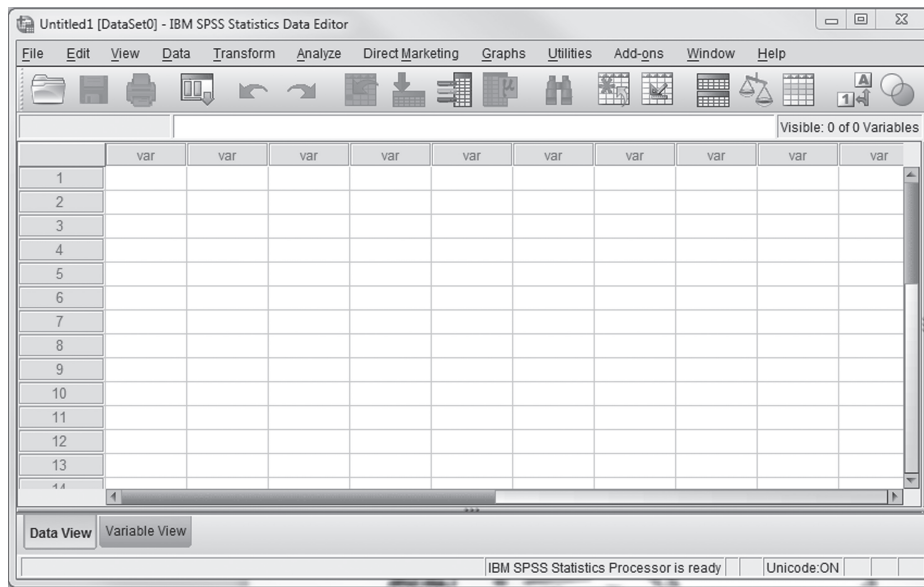 Untitled1 [DataSet0] - IBM SPSS Statistics Data Editor
File Edit View Data Transform Analyze Direct Marketing Graphs Utilities Add-ons Window Help
A
1
Visible: 0 of 0 Variables
var var var var var var var var var var
1
2
3
4
5
6
7
8
9
10
11
12
13
14
Data View Variable View
IBM SPSS Statistics Processor is ready Unicode:ON